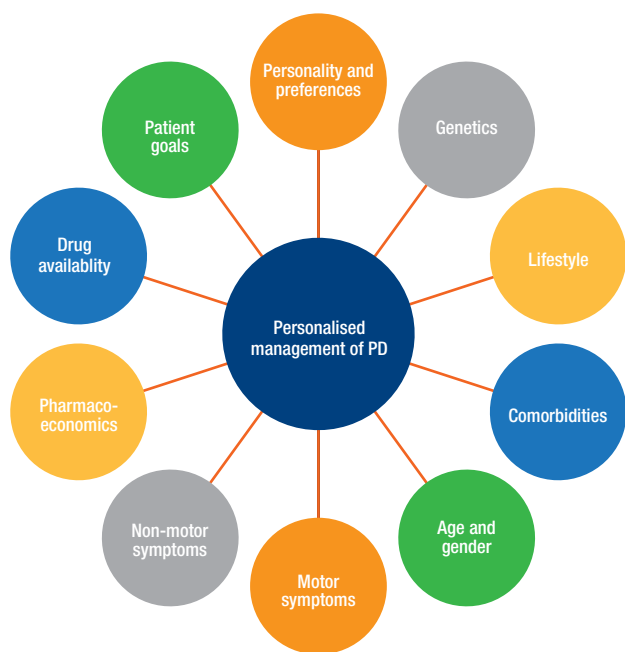 Personality and
preferences
Genetics
Lifestyle
Comorbidities
Age and
gender
Motor
symptoms
Non-motor
symptoms
Pharmaco-
economics
Drug
availablity
Patient
goals
Personalised
management of PD